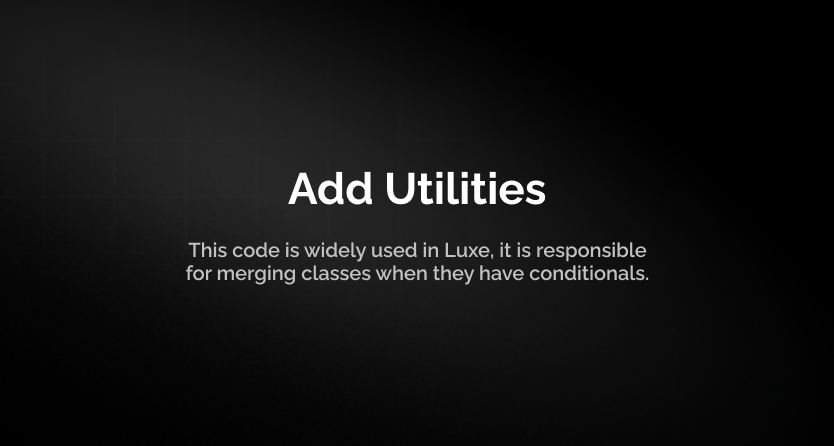 Add Utilities
This code is widely used in Luxe, it is responsible
for merging classes when they have conditionals.